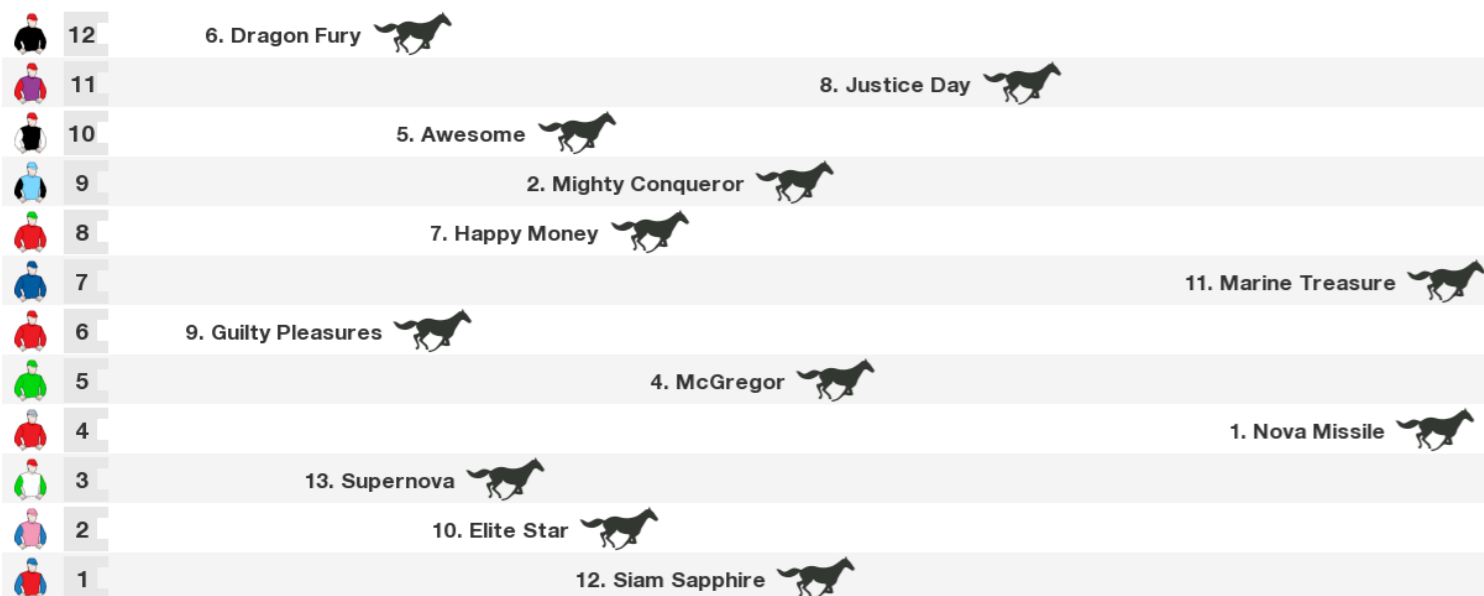 12 6. Dragon Fury
11 8. Justice Day
10 5. Awesome
9 2. Mighty Conqueror
8 7. Happy Money
7 11. Marine Treasure
6 9. Guilty Pleasures
5 4. McGregor
4 1. Nova Missile
3 13. Supernova
2 10. Elite Star
1 12. Siam Sapphire